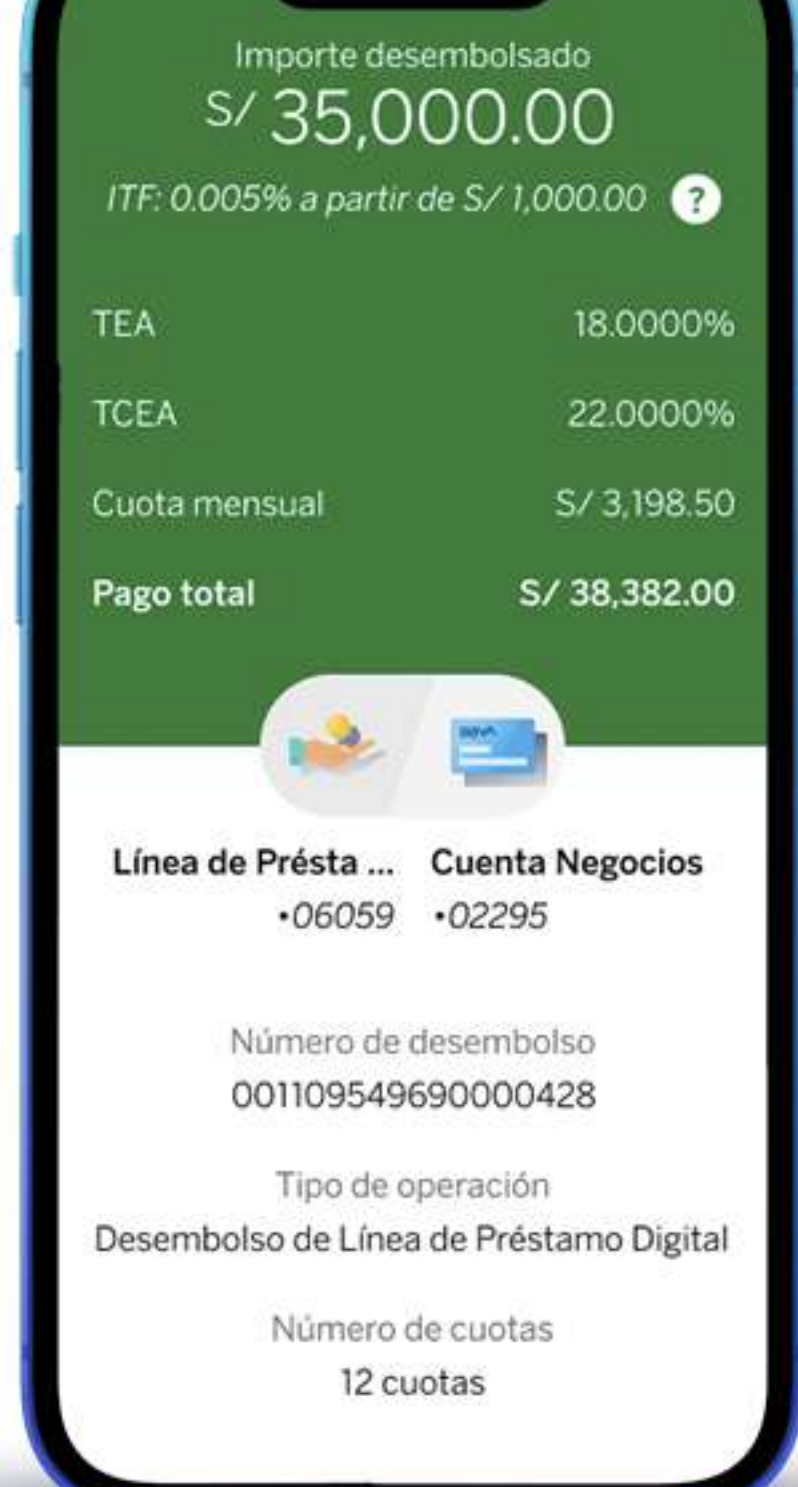 Importe desembolsado
S/ 35,000.00
ITF: 0.005% a partir de S/ 1,000.00 ?
TEA 18.0000%
TCEA 22.0000%
Cuota mensual S/ 3,198.50
Pago total S/ 38,382.00
BBVA
Línea de Présta ... Cuenta Negocios
•06059 •02295
Número de desembolso
001109549690000428
Tipo de operación
Desembolso de Línea de Préstamo Digital
Número de cuotas
12 cuotas